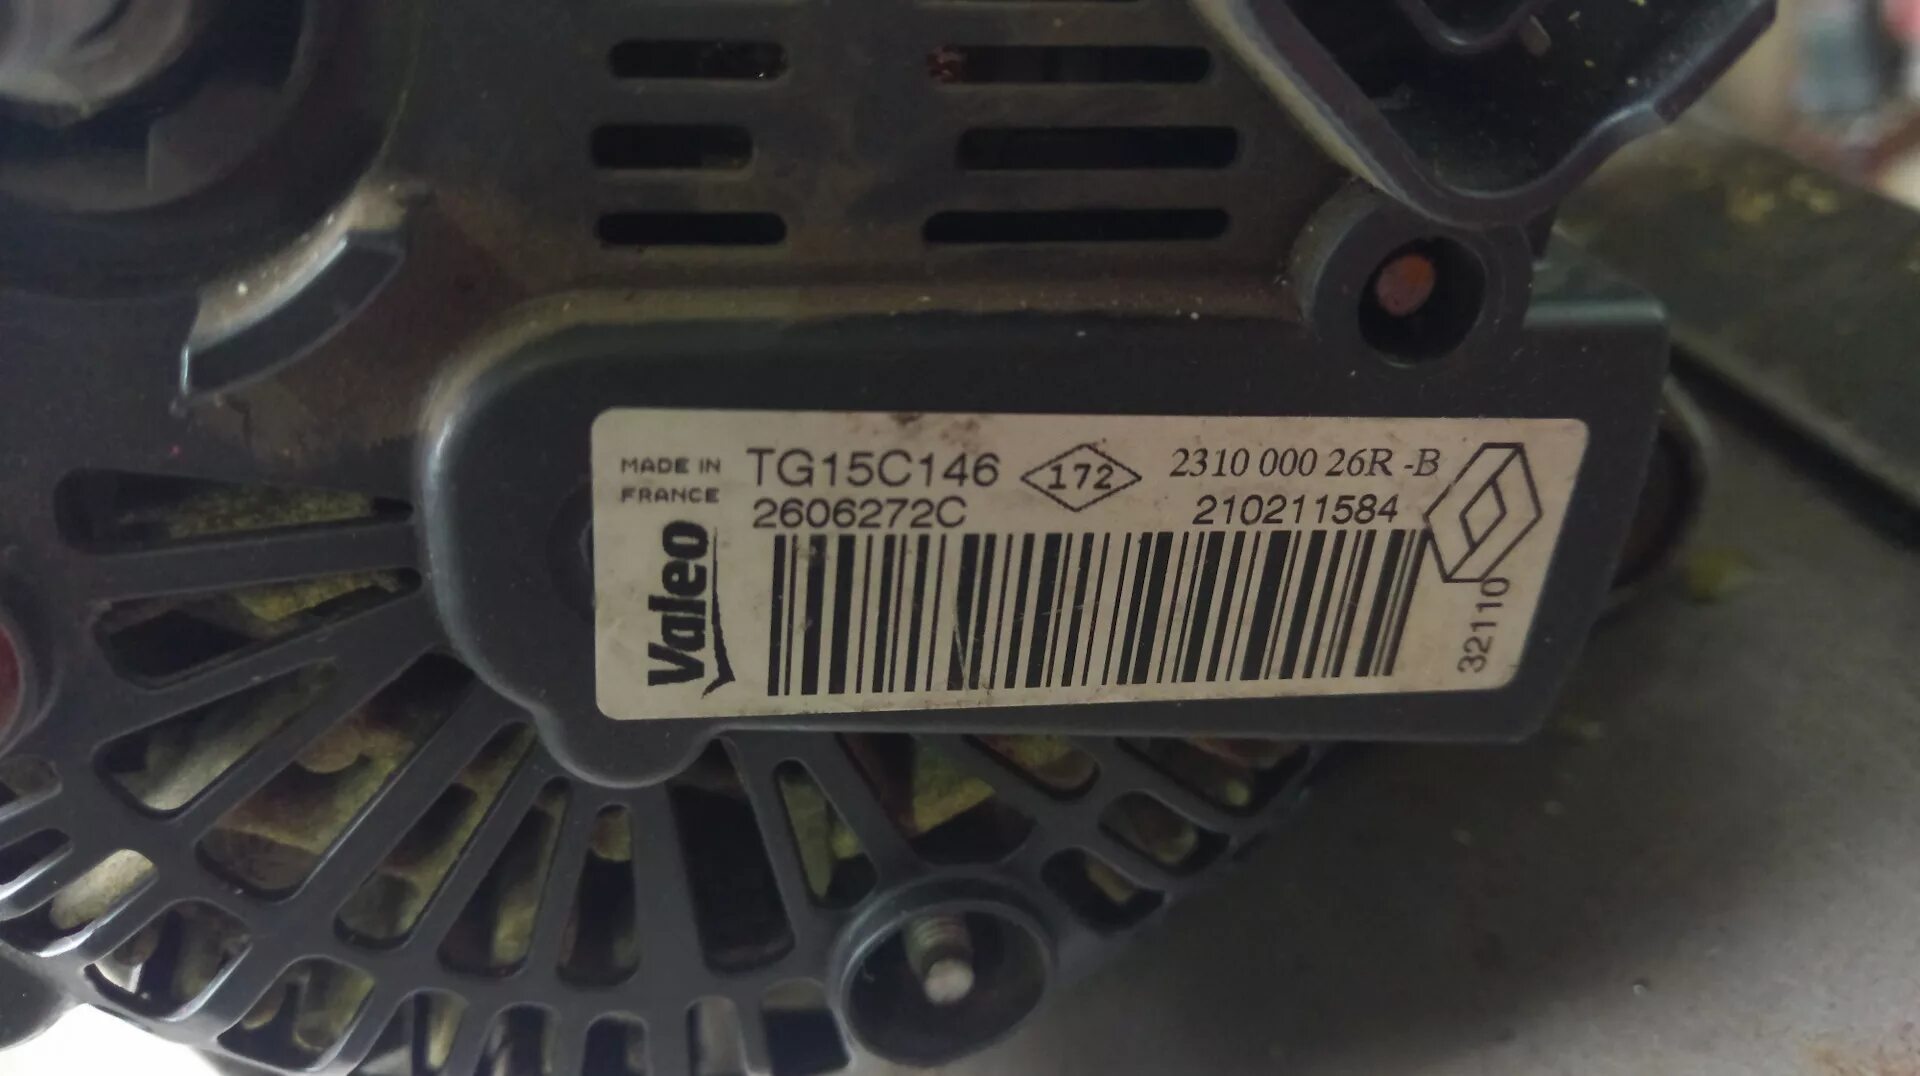 MADE IN
FRANCE
TG15C146
172
2310 000 26R -B
2606272C
210211584
Valeo
32110